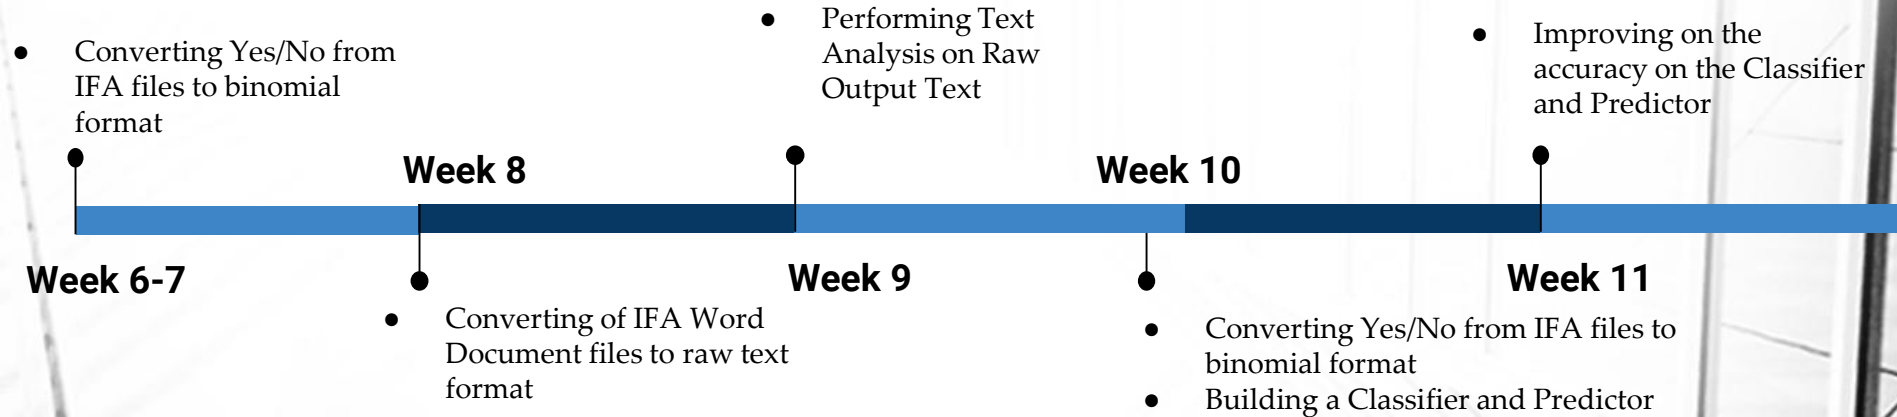 ● Converting Yes/No from
IFA files to binomial
format
Week 6-7
Week 8
● Converting of IFA Word
Document files to raw text
format
● Performing Text
Analysis on Raw
Output Text
Week 9
Week 10
● Converting Yes/No from IFA files to
binomial format
● Building a Classifier and Predictor
● Improving on the
accuracy on the Classifier
and Predictor
Week 11